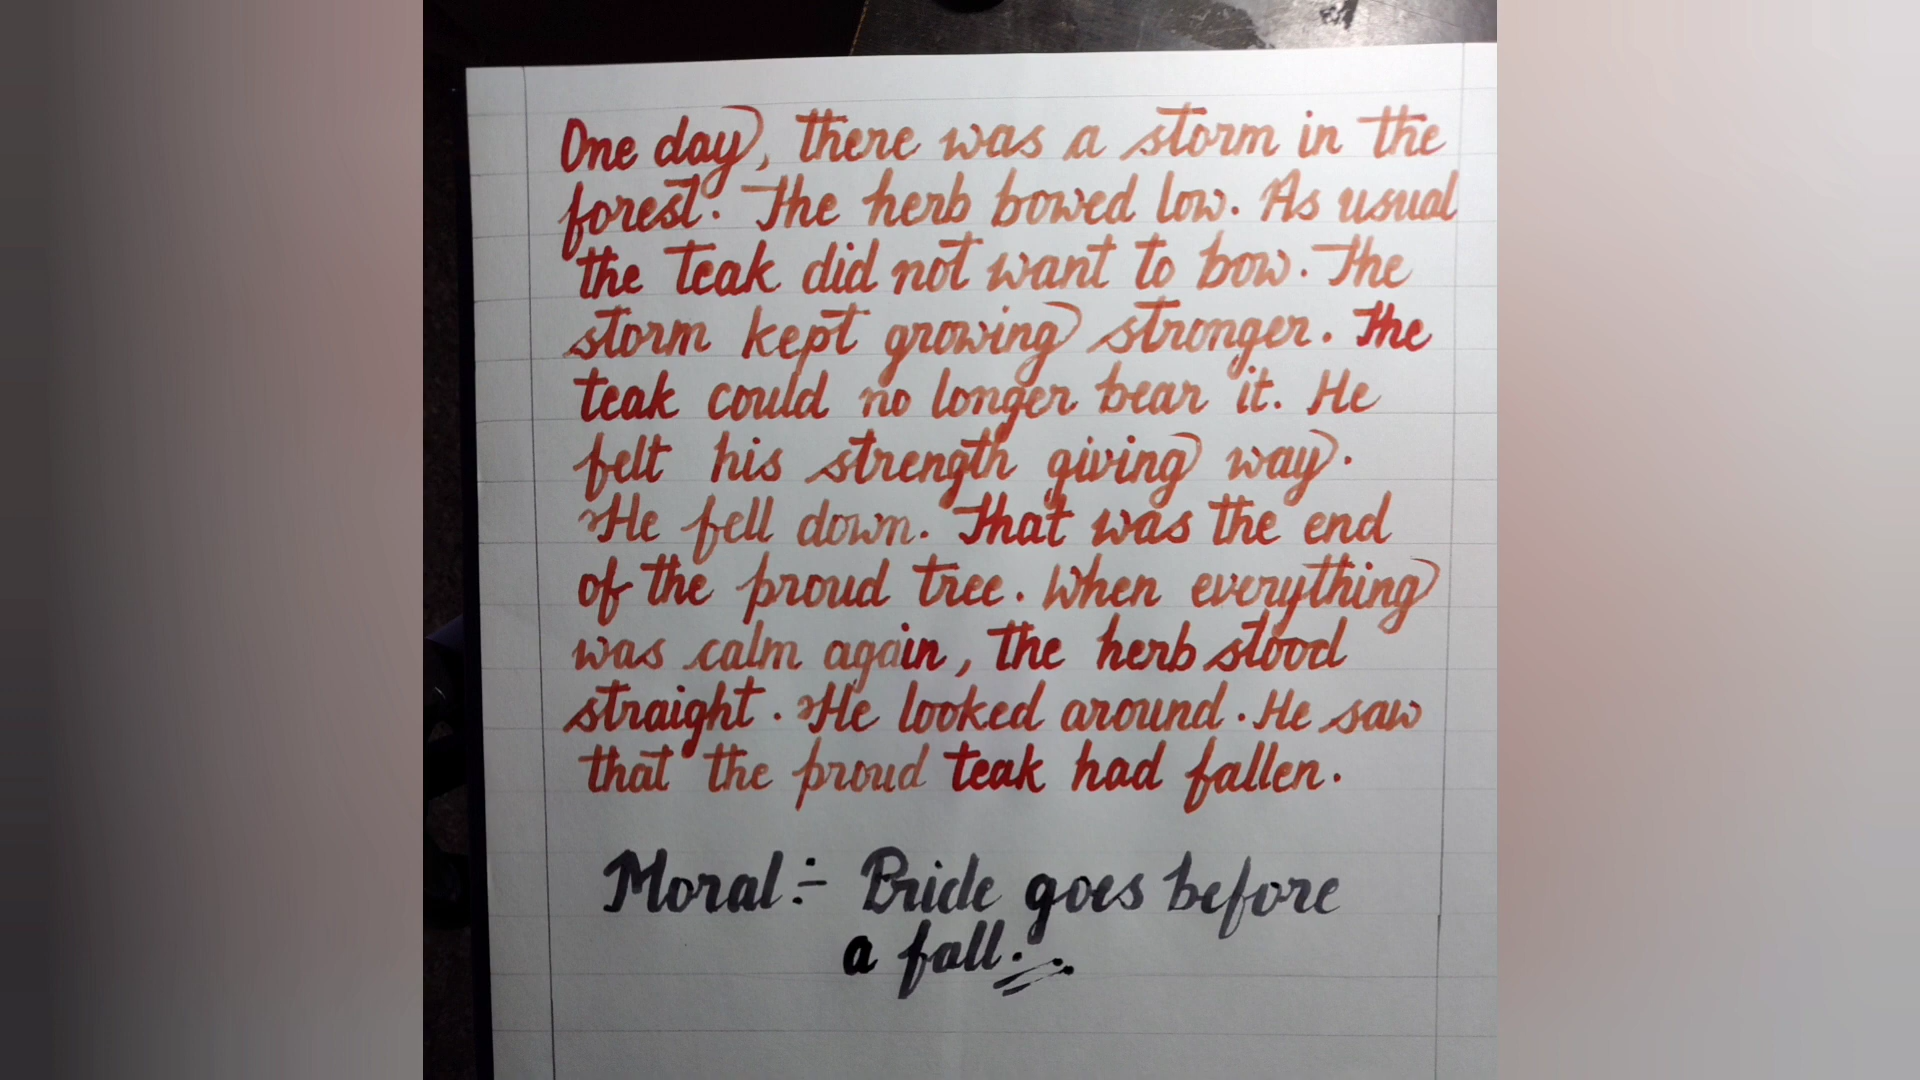 One day, there was a storm in the
forest. The herb bowed low. As usual
the teak did not want to bow. The
storm kept growing stronger. The
teak could no longer bear it. He
felt his strength giving way.
He fell down. That was the end
of the proud tree. When everything
was calm again, the herb stood
straight. He looked around. He saw
that the proud teak had fallen.
Moral :- Pride goes before
a fall.